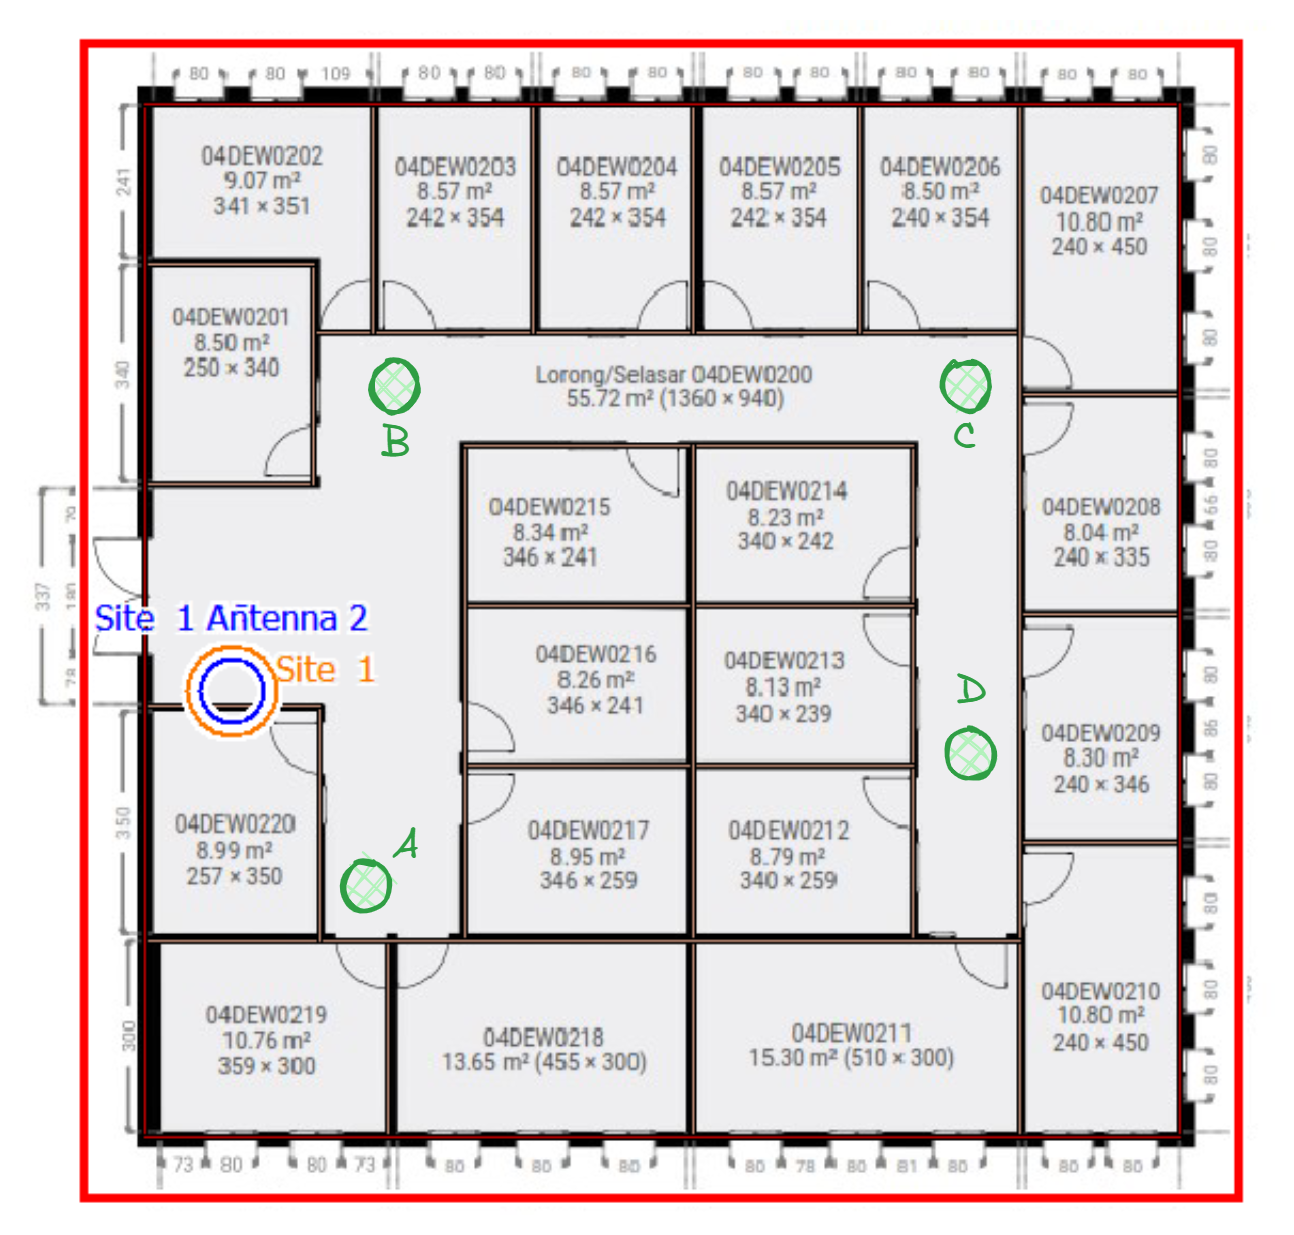 80 80 109 80 80 80 80 80 80 80 80 80 80
241
04DEW0202
9.07 m²
341 × 351
04DEW0203
8.57 m²
242 × 354
04DEW0204
8.57 m²
242 × 354
04DEW0205
8.57 m²
242 × 354
04DEW0206
8.50 m²
240 × 354
04DEW0207
10.80 m²
240 × 450
80
80
80
340
04DEW0201
8.50 m²
250 × 340
Lorong/Selasar 04DEW0200
55.72 m² (1360 × 940)
B
C
04DEW0215
8.34 m²
346 × 241
04DEW0214
8.23 m²
340 × 242
04DEW0208
8.04 m²
240 × 335
80
66
80
337
70
180
78
Site 1 Antenna 2
Site 1
04DEW0216
8.26 m²
346 × 241
04DEW0213
8.13 m²
340 × 239
D
04DEW0209
8.30 m²
240 × 346
80
86
80
350
04DEW0220
8.99 m²
257 × 350
A
04DEW0217
8.95 m²
346 × 259
04DEW0212
8.79 m²
340 × 259
300
04DEW0219
10.76 m²
359 × 300
04DEW0218
13.65 m² (455 × 300)
04DEW0211
15.30 m² (510 × 300)
04DEW0210
10.80 m²
240 × 450
80
80
80
73 80 80 73 80 80 80 80 78 80 81 80 80 80